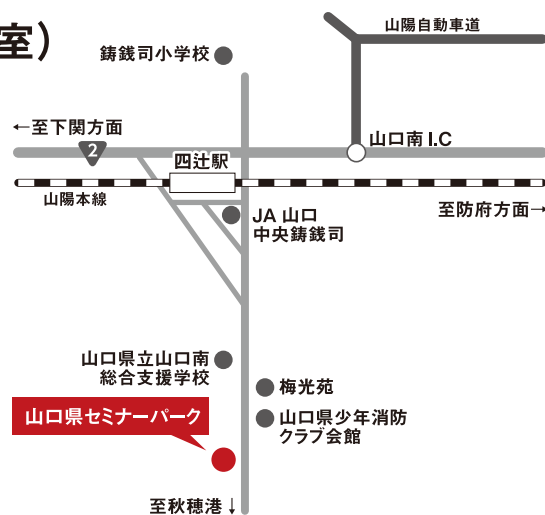 室)
山陽自動車道
鋳銭司小学校
←至下関方面
2
山口南I.C
四辻駅
山陽本線
至防府方面→
JA 山口
中央鋳銭司
山口県立山口南
総合支援学校
梅光苑
山口県セミナーパーク
山口県少年消防
クラブ会館
至秋穂港↓